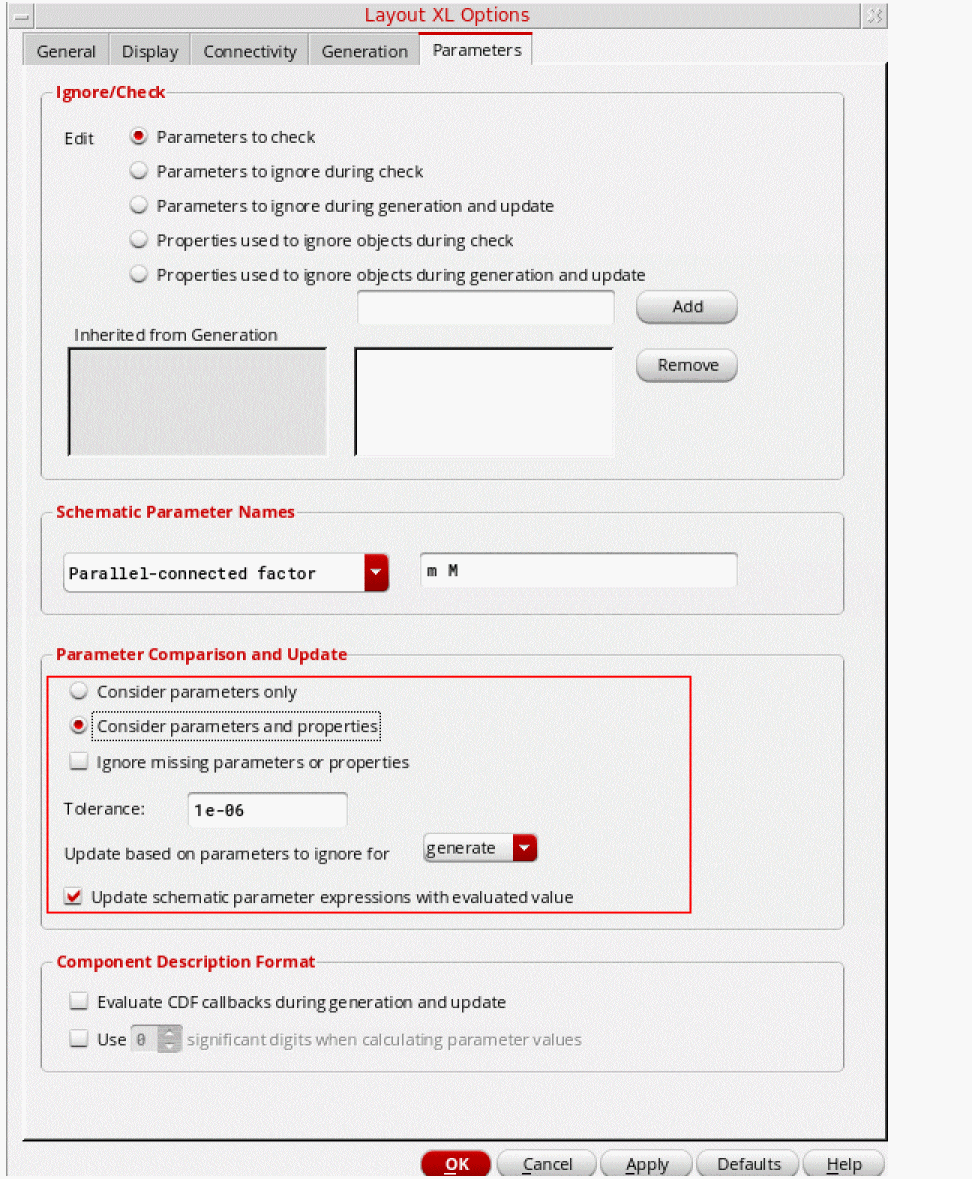 Layout XL Options
General Display Connectivity Generation Parameters
Ignore/Check
Edit Parameters to check
Parameters to ignore during check
Parameters to ignore during generation and update
Properties used to ignore objects during check
Properties used to ignore objects during generation and update
Add
Inherited from Generation
Remove
Schematic Parameter Names
Parallel-connected factor m M
Parameter Comparison and Update
Consider parameters only
Consider parameters and properties
Ignore missing parameters or properties
Tolerance: 1e-06
Update based on parameters to ignore for generate
Update schematic parameter expressions with evaluated value
Component Description Format
Evaluate CDF callbacks during generation and update
Use 0 significant digits when calculating parameter values
OK Cancel Apply Defaults Help